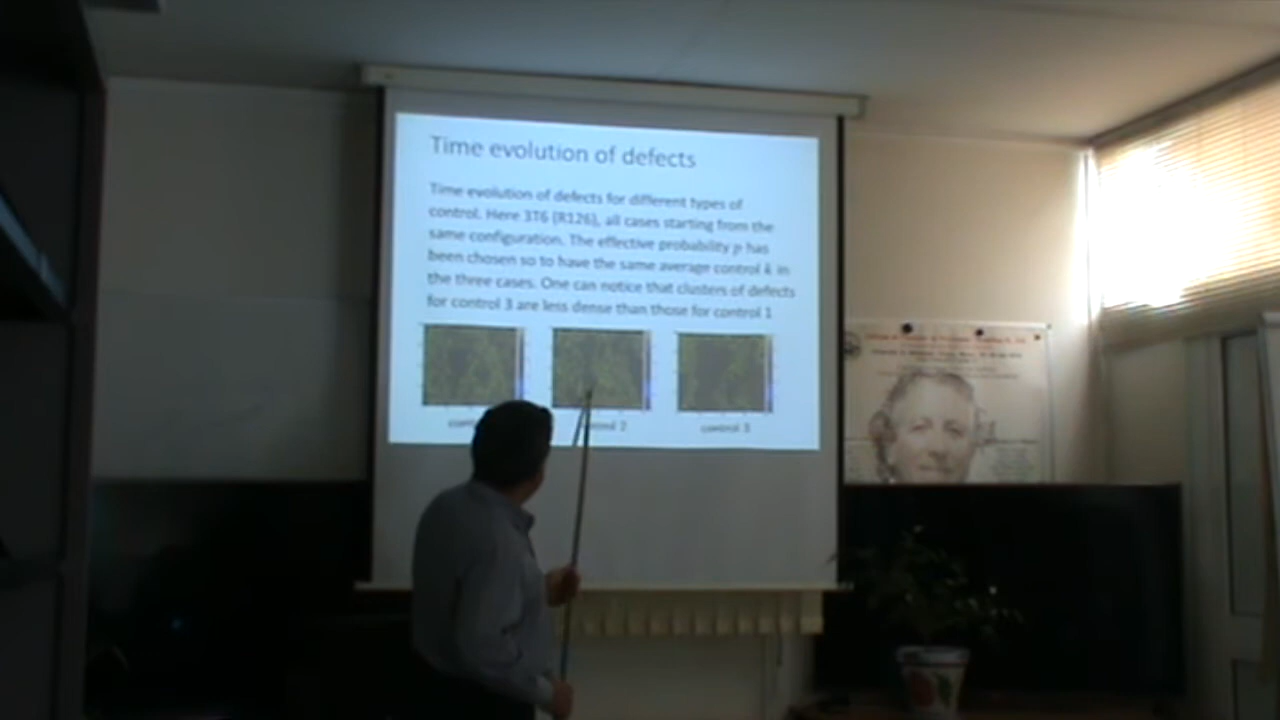 Time evolution of defects
Time evolution of defects for different types of
control. Here 3T6 (R126), all cases starting from the
same configuration. The effective probability p has
been chosen so to have the same average control k in
the three cases. One can notice that clusters of defects
for control 3 are less dense than those for control 1
control 3